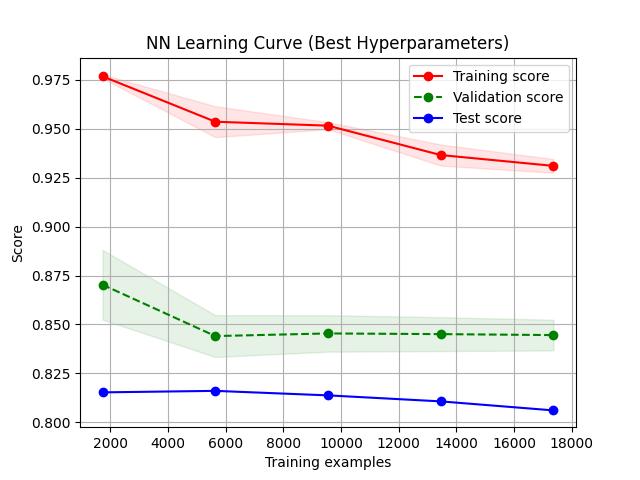 NN Learning Curve (Best Hyperparameters)
Training score
Validation score
Test score
Score
0.975
0.950
0.925
0.900
0.875
0.850
0.825
0.800
2000 4000 6000 8000 10000 12000 14000 16000 18000
Training examples